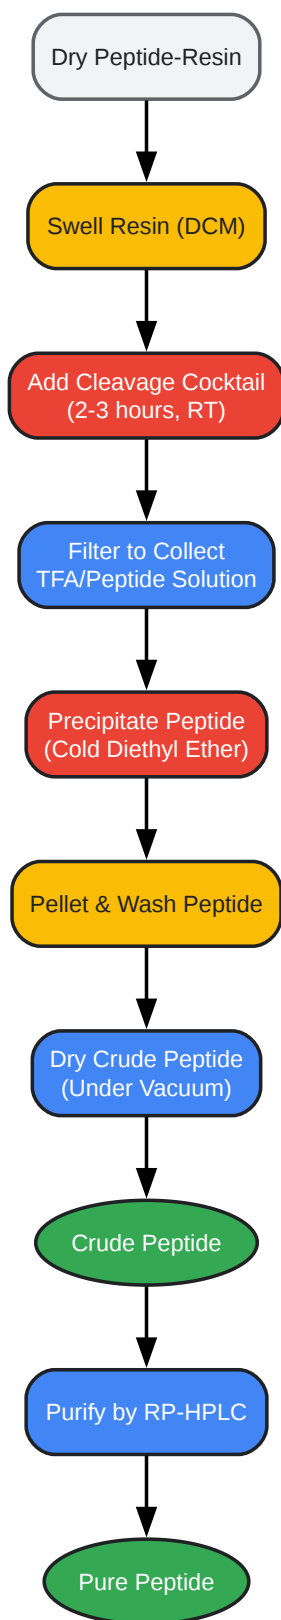 Dry Peptide-Resin
Swell Resin (DCM)
Add Cleavage Cocktail
(2-3 hours, RT)
Filter to Collect
TFA/Peptide Solution
Precipitate Peptide
(Cold Diethyl Ether)
Pellet & Wash Peptide
Dry Crude Peptide
(Under Vacuum)
Crude Peptide
Purify by RP-HPLC
Pure Peptide